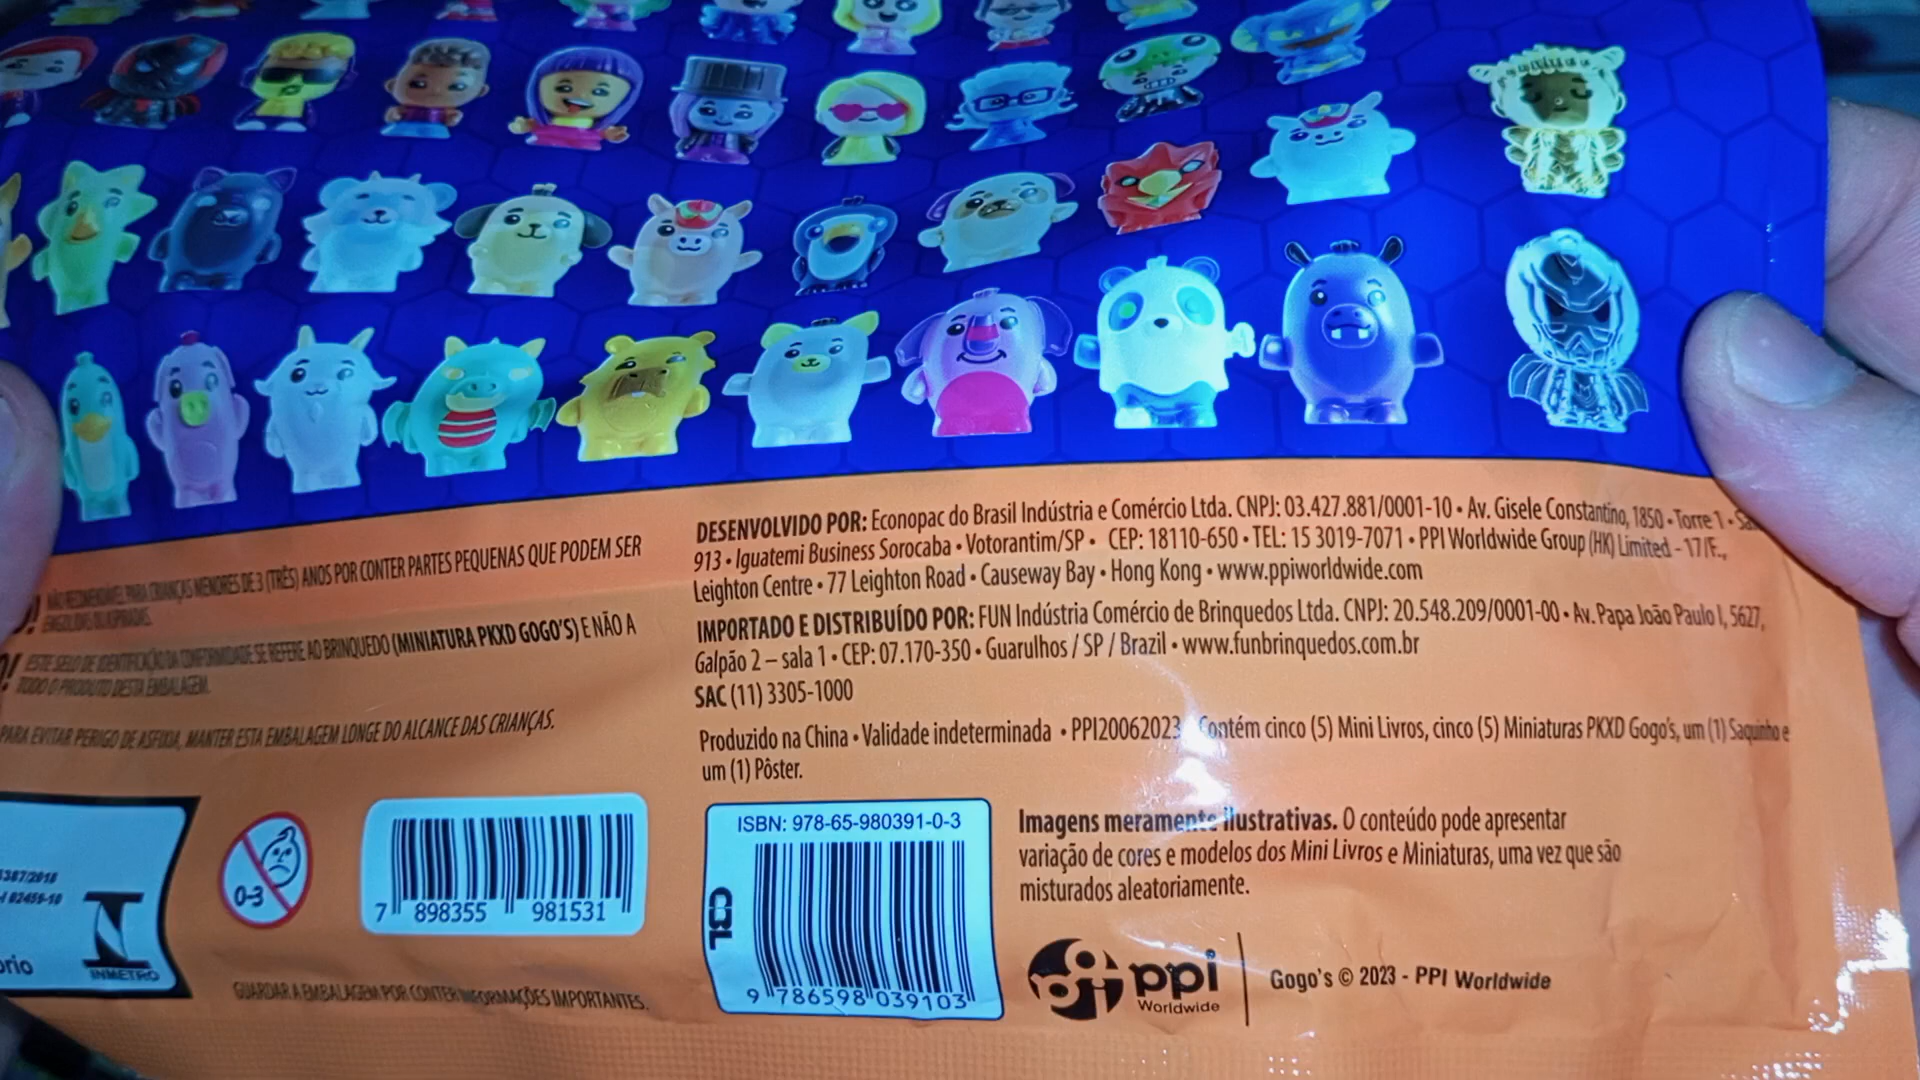 NÃO RECOMENDÁVEL PARA CRIANÇAS MENORES DE 3 (TRÊS) ANOS POR CONTER PARTES PEQUENAS QUE PODEM SER
ENGOLIDAS OU ASPIRADAS.
ESTE SELO DE IDENTIFICAÇÃO DA CONFORMIDADE SE REFERE AO BRINQUEDO (MINIATURA PKXD GOGO'S) E NÃO A
TODO O PRODUTO DESTA EMBALAGEM.
PARA EVITAR PERIGO DE ASFIXIA, MANTER ESTA EMBALAGEM LONGE DO ALCANCE DAS CRIANÇAS.
DESENVOLVIDO POR: Econopac do Brasil Indústria e Comércio Ltda. CNPJ: 03.427.881/0001-10 • Av. Gisele Constantino, 1850 • Torre 1 •
913 • Iguatemi Business Sorocaba • Votorantim/SP • CEP: 18110-650 • TEL: 15 3019-7071 • PPI Worldwide Group (HK) Limited - 17/F.,
Leighton Centre • 77 Leighton Road • Causeway Bay • Hong Kong • www.ppiworldwide.com
IMPORTADO E DISTRIBUÍDO POR: FUN Indústria Comércio de Brinquedos Ltda. CNPJ: 20.548.209/0001-00 • Av. Papa João Paulo I, 5627,
Galpão 2 – sala 1 • CEP: 07.170-350 • Guarulhos / SP / Brazil • www.funbrinquedos.com.br
SAC (11) 3305-1000
Produzido na China • Validade indeterminada • PPI20062023 Contém cinco (5) Mini Livros, cinco (5) Miniaturas PKXD Gogo's, um (1) Saquinho e
um (1) Pôster.
INMETRO
0-3
7 898355 981531
GUARDAR A EMBALAGEM POR CONTER INFORMAÇÕES IMPORTANTES.
ISBN: 978-65-980391-0-3
CBL
9 786598 039103
Imagens meramente ilustrativas. O conteúdo pode apresentar
variação de cores e modelos dos Mini Livros e Miniaturas, uma vez que são
misturados aleatoriamente.
ppi
Worldwide
Gogo's © 2023 - PPI Worldwide